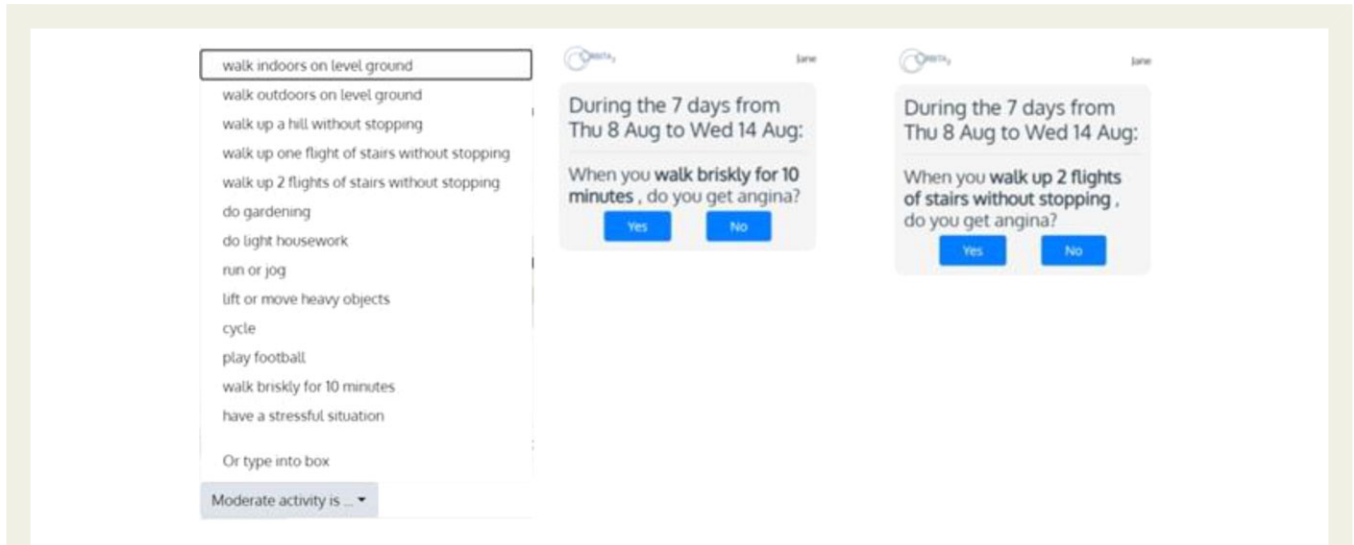 walk indoors on level ground
walk outdoors on level ground
walk up a hill without stopping
walk up one flight of stairs without stopping
walk up 2 flights of stairs without stopping
do gardening
do light housework
run or jog
lift or move heavy objects
cycle
play football
walk briskly for 10 minutes
have a stressful situation
Or type into box
Moderate activity is ...
ORBITA 2
Jane
During the 7 days from
Thu 8 Aug to Wed 14 Aug:
When you walk briskly for 10
minutes , do you get angina?
Yes No
ORBITA 2
Jane
During the 7 days from
Thu 8 Aug to Wed 14 Aug:
When you walk up 2 flights
of stairs without stopping ,
do you get angina?
Yes No